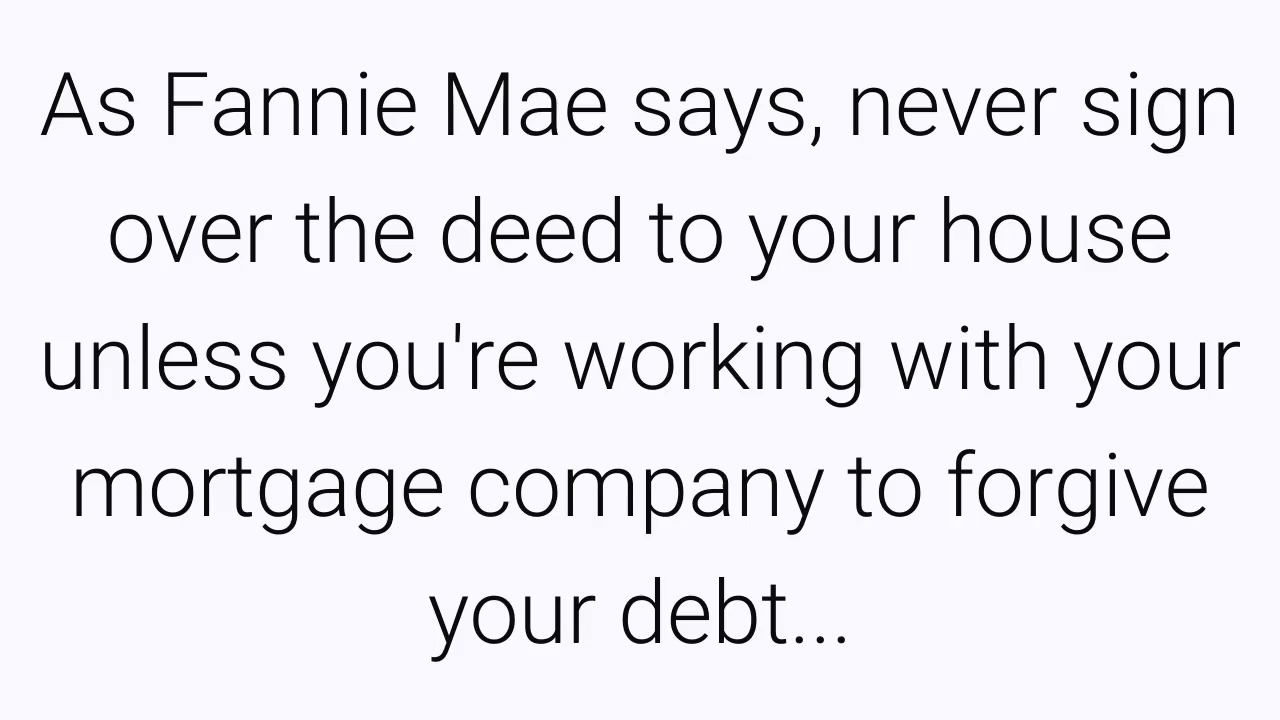 As Fannie Mae says, never sign
over the deed to your house
unless you're working with your
mortgage company to forgive
your debt...